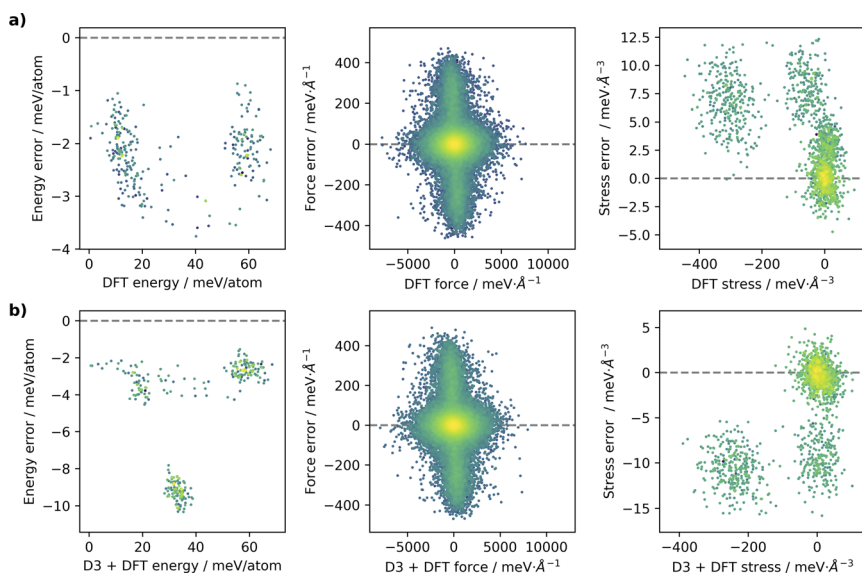 a)
Energy error / meV/atom
0
−1
−2
−3
−4
0 20 40 60
DFT energy / meV/atom
Force error / meV·Å⁻¹
400
200
0
−200
−400
−5000 0 5000 10000
DFT force / meV·Å⁻¹
Stress error / meV·Å⁻³
12.5
10.0
7.5
5.0
2.5
0.0
−2.5
−5.0
−400 −200 0
DFT stress / meV·Å⁻³
b)
Energy error / meV/atom
0
−2
−4
−6
−8
−10
0 20 40 60
D3 + DFT energy / meV/atom
Force error / meV·Å⁻¹
400
200
0
−200
−400
−5000 0 5000 10000
D3 + DFT force / meV·Å⁻¹
Stress error / meV·Å⁻³
5
0
−5
−10
−15
−400 −200 0
D3 + DFT stress / meV·Å⁻³